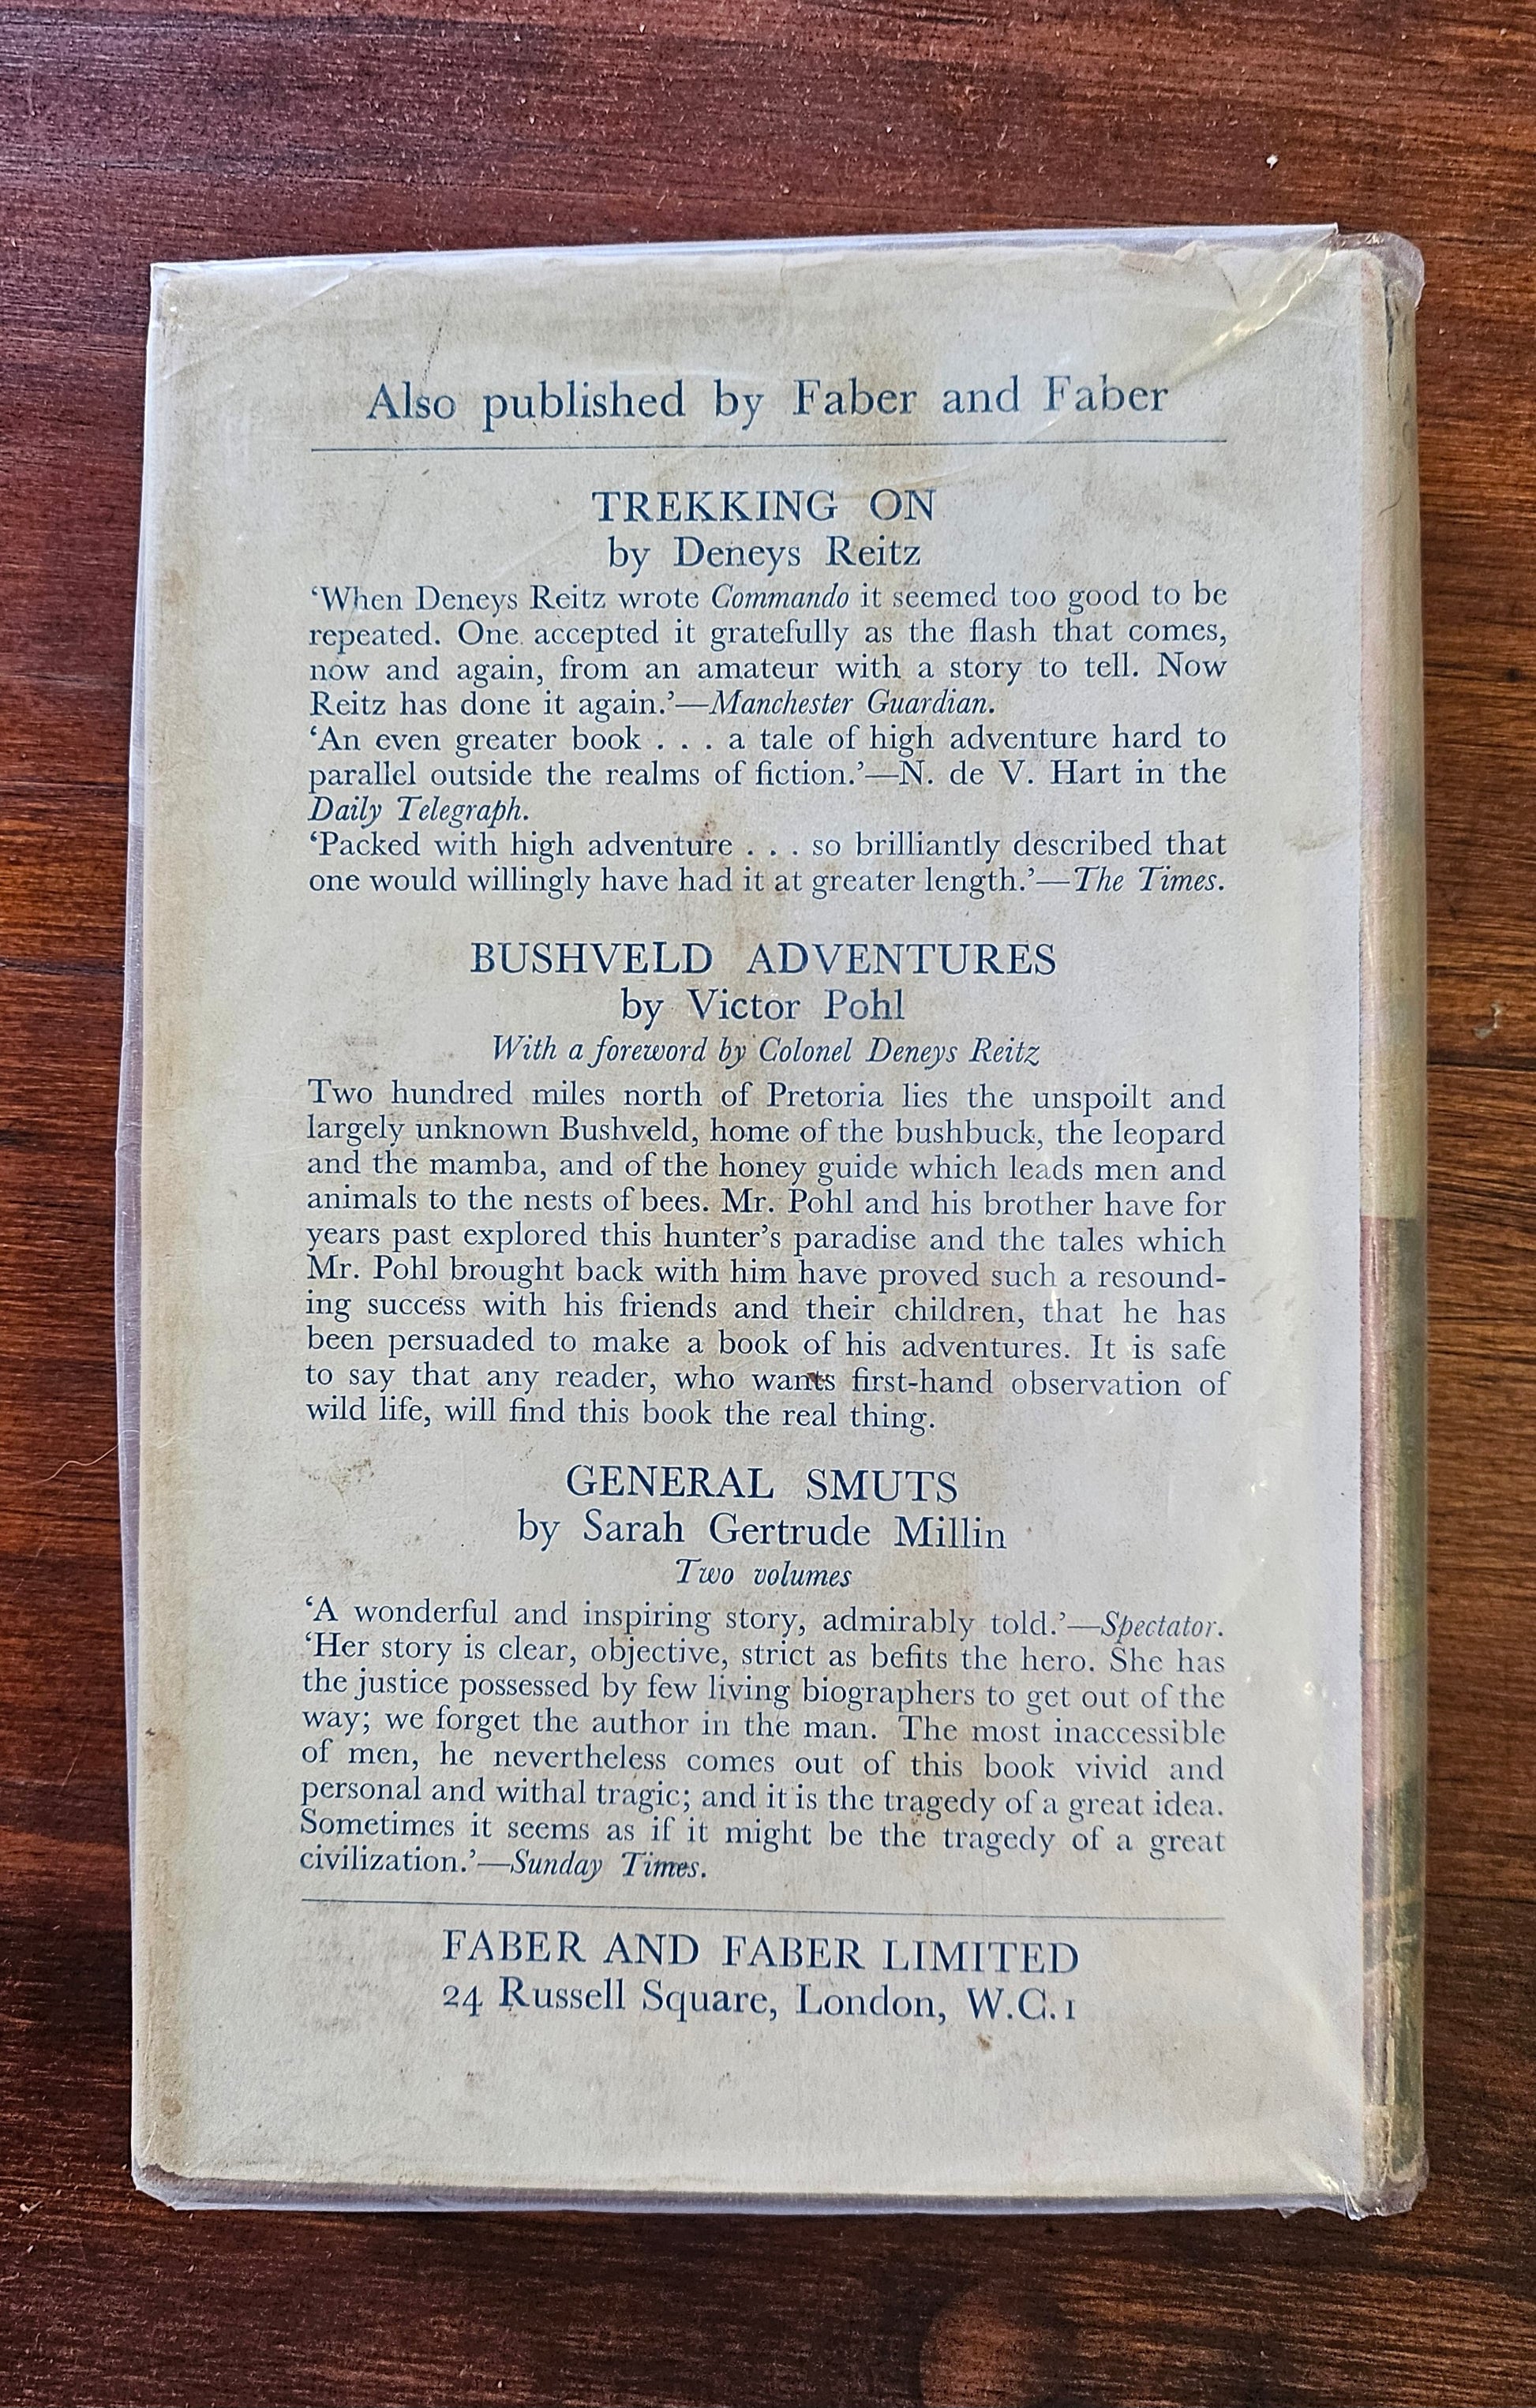 Also published by Faber and Faber
TREKKING ON
by Deneys Reitz
‘When Deneys Reitz wrote Commando it seemed too good to be
repeated. One accepted it gratefully as the flash that comes,
now and again, from an amateur with a story to tell. Now
Reitz has done it again.’—Manchester Guardian.
‘An even greater book . . . a tale of high adventure hard to
parallel outside the realms of fiction.’—N. de V. Hart in the
Daily Telegraph.
‘Packed with high adventure . . . so brilliantly described that
one would willingly have had it at greater length.’—The Times.
BUSHVELD ADVENTURES
by Victor Pohl
With a foreword by Colonel Deneys Reitz
Two hundred miles north of Pretoria lies the unspoilt and
largely unknown Bushveld, home of the bushbuck, the leopard
and the mamba, and of the honey guide which leads men and
animals to the nests of bees. Mr. Pohl and his brother have for
years past explored this hunter’s paradise and the tales which
Mr. Pohl brought back with him have proved such a resound-
ing success with his friends and their children, that he has
been persuaded to make a book of his adventures. It is safe
to say that any reader, who wants first-hand observation of
wild life, will find this book the real thing.
GENERAL SMUTS
by Sarah Gertrude Millin
Two volumes
‘A wonderful and inspiring story, admirably told.’—Spectator.
‘Her story is clear, objective, strict as befits the hero. She has
the justice possessed by few living biographers to get out of the
way; we forget the author in the man. The most inaccessible
of men, he nevertheless comes out of this book vivid and
personal and withal tragic; and it is the tragedy of a great idea.
Sometimes it seems as if it might be the tragedy of a great
civilization.’—Sunday Times.
FABER AND FABER LIMITED
24 Russell Square, London, W.C.1